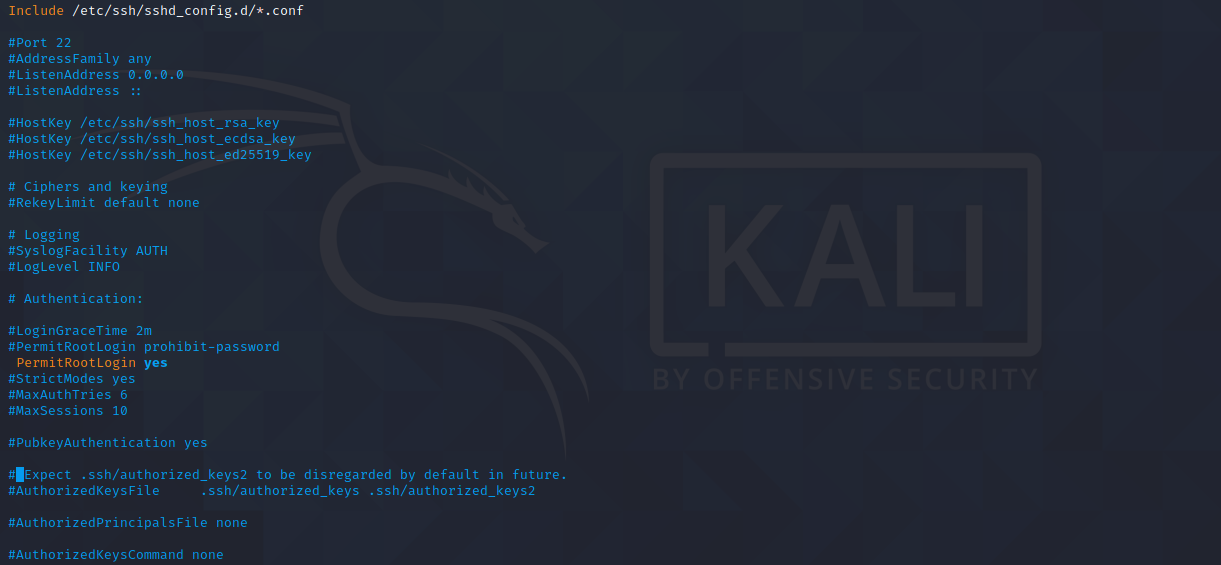 Include /etc/ssh/sshd_config.d/*.conf
#Port 22
#AddressFamily any
#ListenAddress 0.0.0.0
#ListenAddress ::
#HostKey /etc/ssh/ssh_host_rsa_key
#HostKey /etc/ssh/ssh_host_ecdsa_key
#HostKey /etc/ssh/ssh_host_ed25519_key
# Ciphers and keying
#RekeyLimit default none
# Logging
#SyslogFacility AUTH
#LogLevel INFO
# Authentication:
#LoginGraceTime 2m
#PermitRootLogin prohibit-password
PermitRootLogin yes
#StrictModes yes
#MaxAuthTries 6
#MaxSessions 10
#PubkeyAuthentication yes
# Expect .ssh/authorized_keys2 to be disregarded by default in future.
#AuthorizedKeysFile     .ssh/authorized_keys .ssh/authorized_keys2
#AuthorizedPrincipalsFile none
#AuthorizedKeysCommand none
KALI
BY OFFENSIVE SECURITY